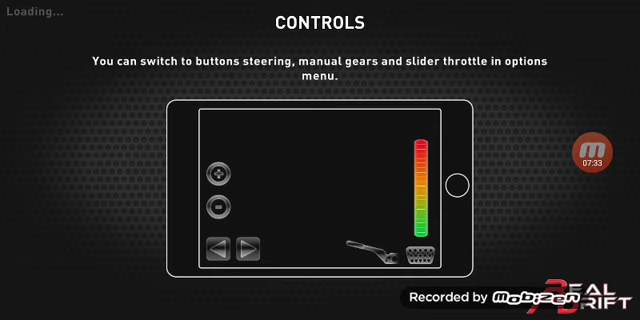 Loading...
CONTROLS
You can switch to buttons steering, manual gears and slider throttle in options
menu.
07:33
Recorded by MOBIZEN
REAL
DRIFT